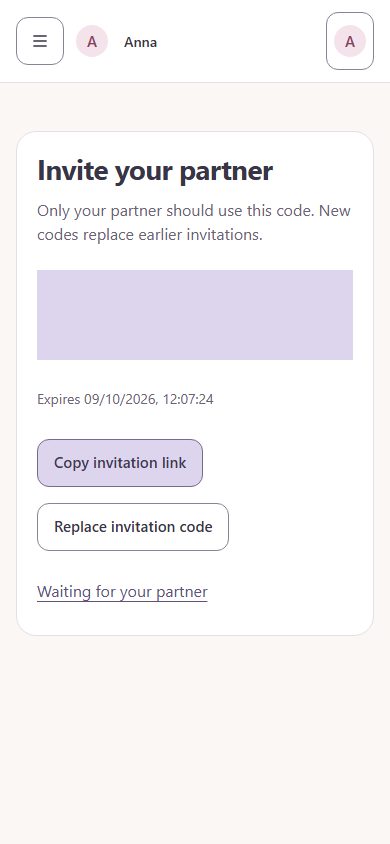 A
Anna
A
Invite your partner
Only your partner should use this code. New
codes replace earlier invitations.
Expires 09/10/2026, 12:07:24
Copy invitation link
Replace invitation code
Waiting for your partner